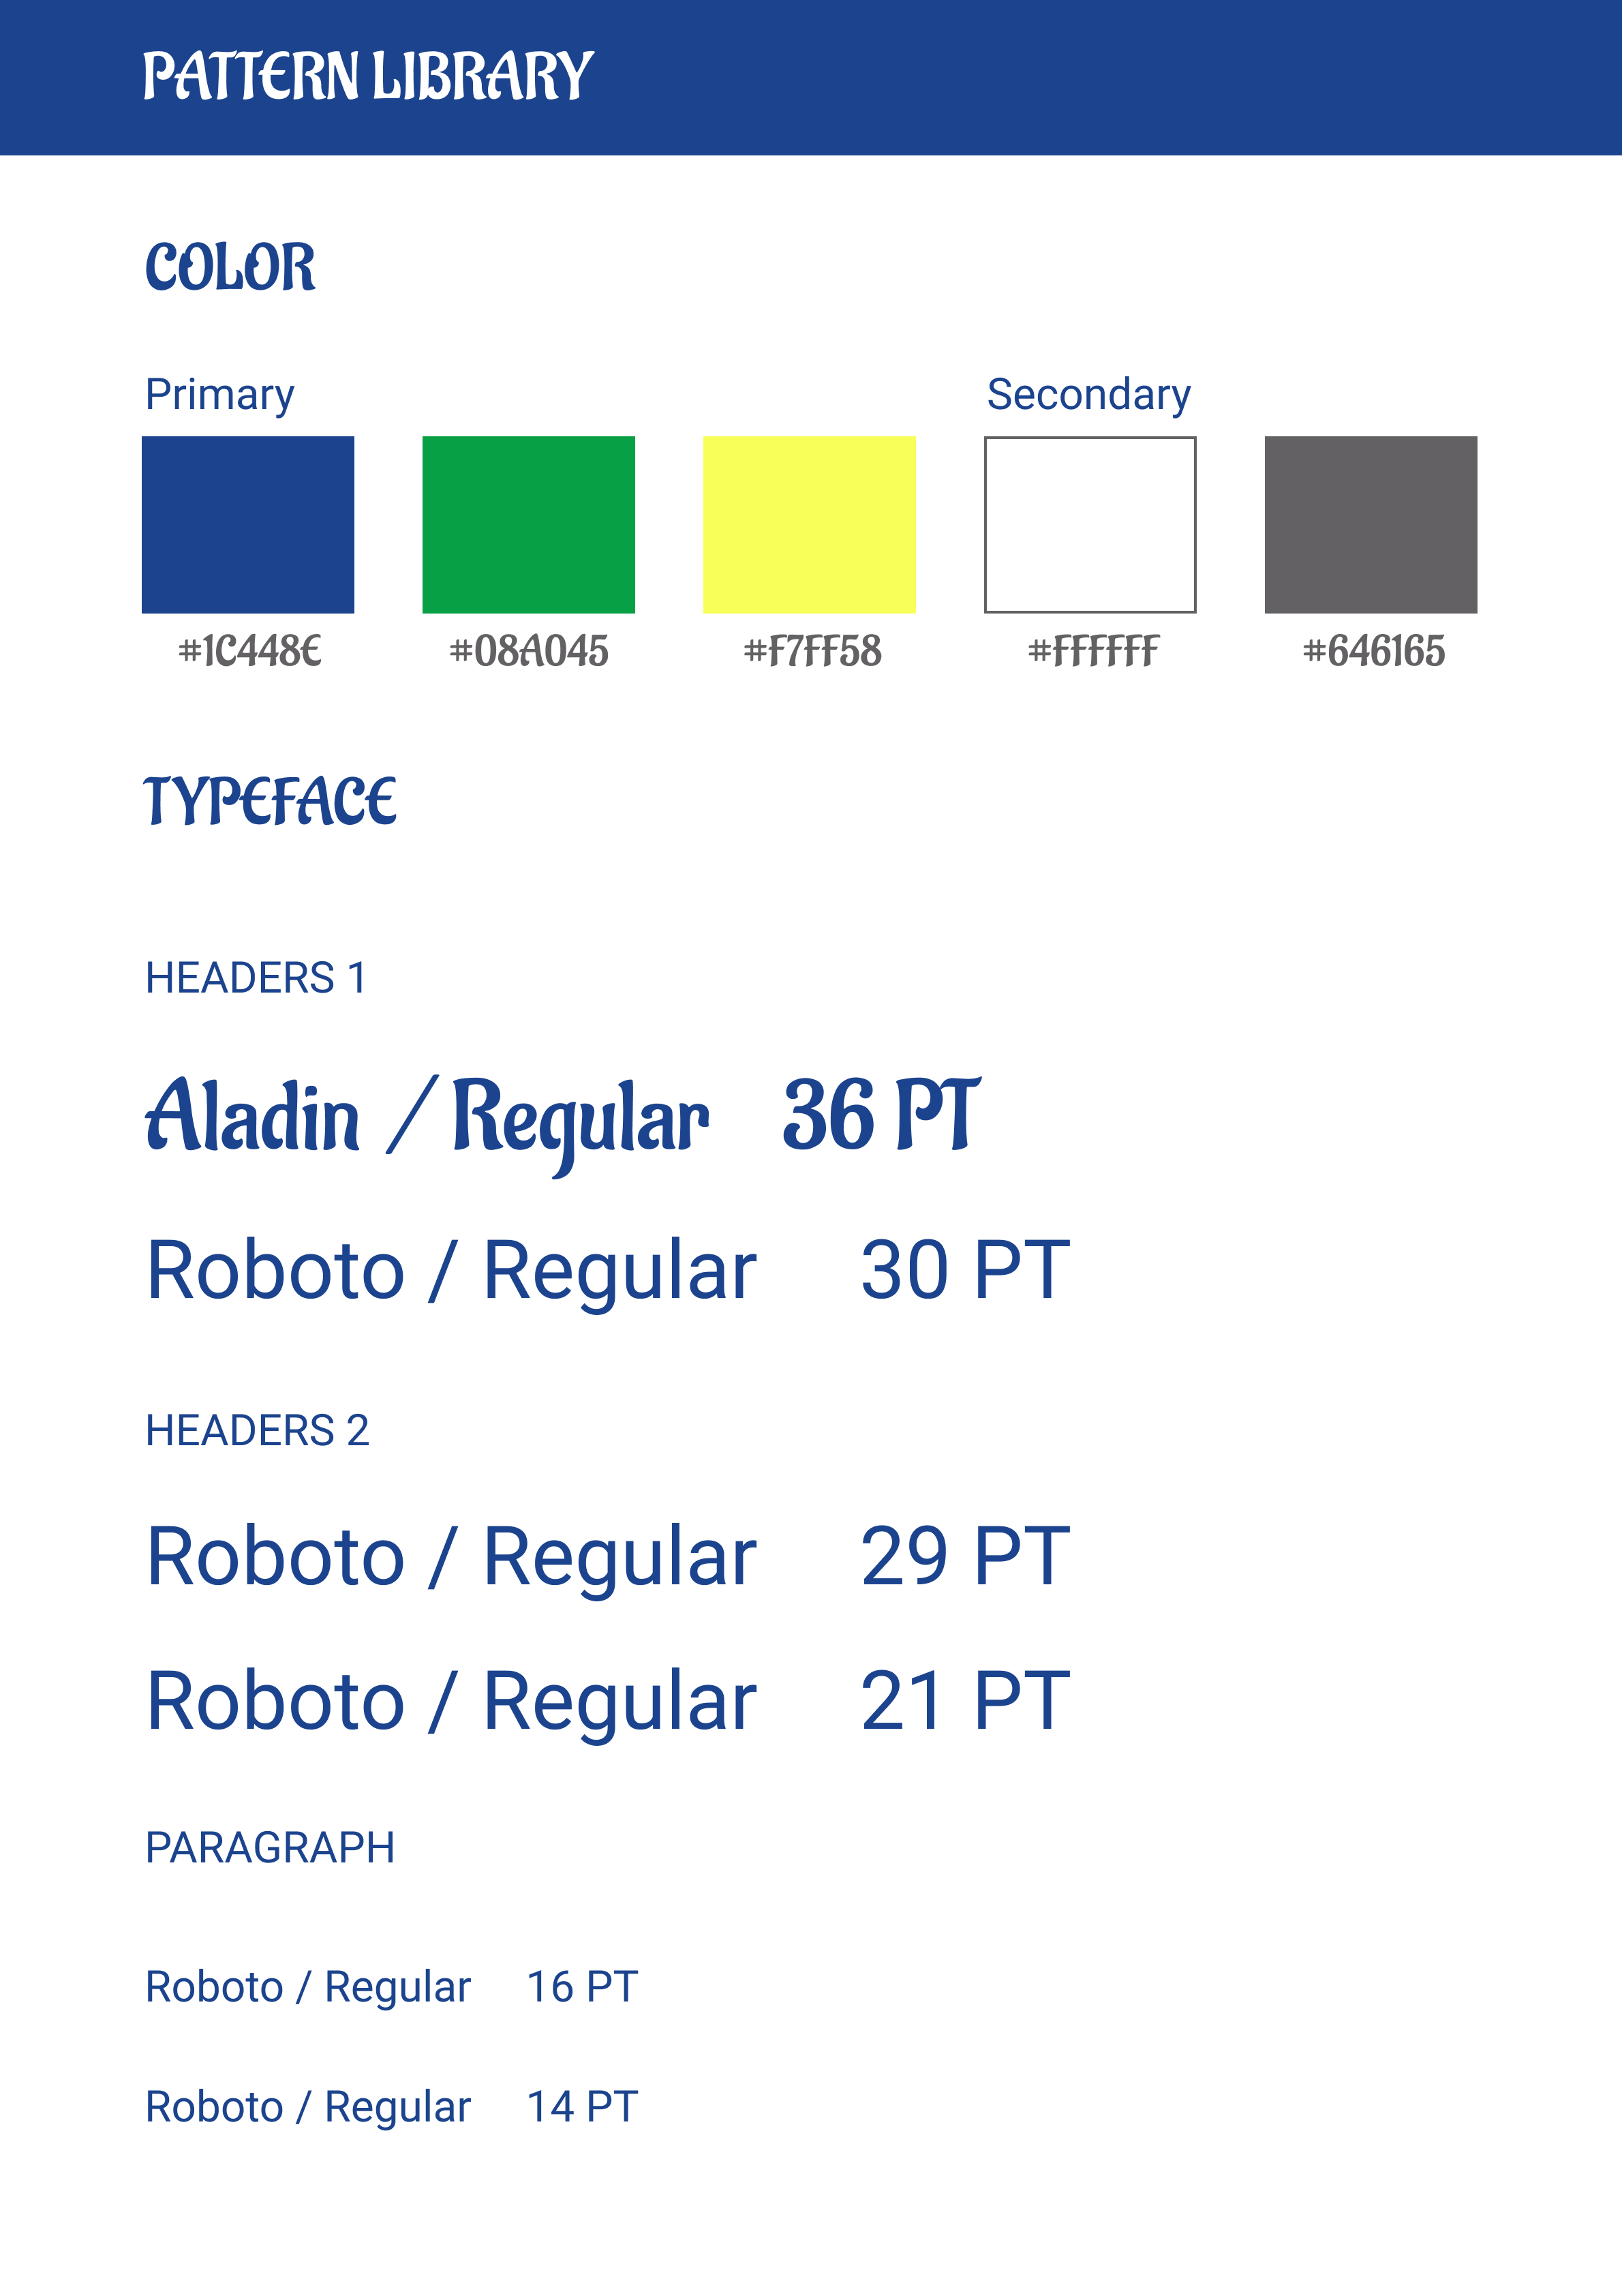 PATTERN LIBRARY
COLOR
Primary Secondary
#1C448E #08A045 #F7FF58 #FFFFFF #646165
TYPEFACE
HEADERS 1
Aladin / Regular 36 PT
Roboto / Regular 30 PT
HEADERS 2
Roboto / Regular 29 PT
Roboto / Regular 21 PT
PARAGRAPH
Roboto / Regular 16 PT
Roboto / Regular 14 PT